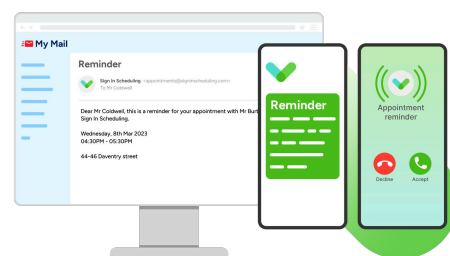 My Mail
Reminder
Sign In Scheduling <appointments@signinscheduling.com>
To Mr Coldwell
Dear Mr Coldwell, this is a reminder for your appointment with Mr Burt
Sign In Scheduling.
Wednesday, 8th Mar 2023
04:30PM - 05:30PM
44-46 Daventry street
Reminder
Appointment
reminder
Decline
Accept